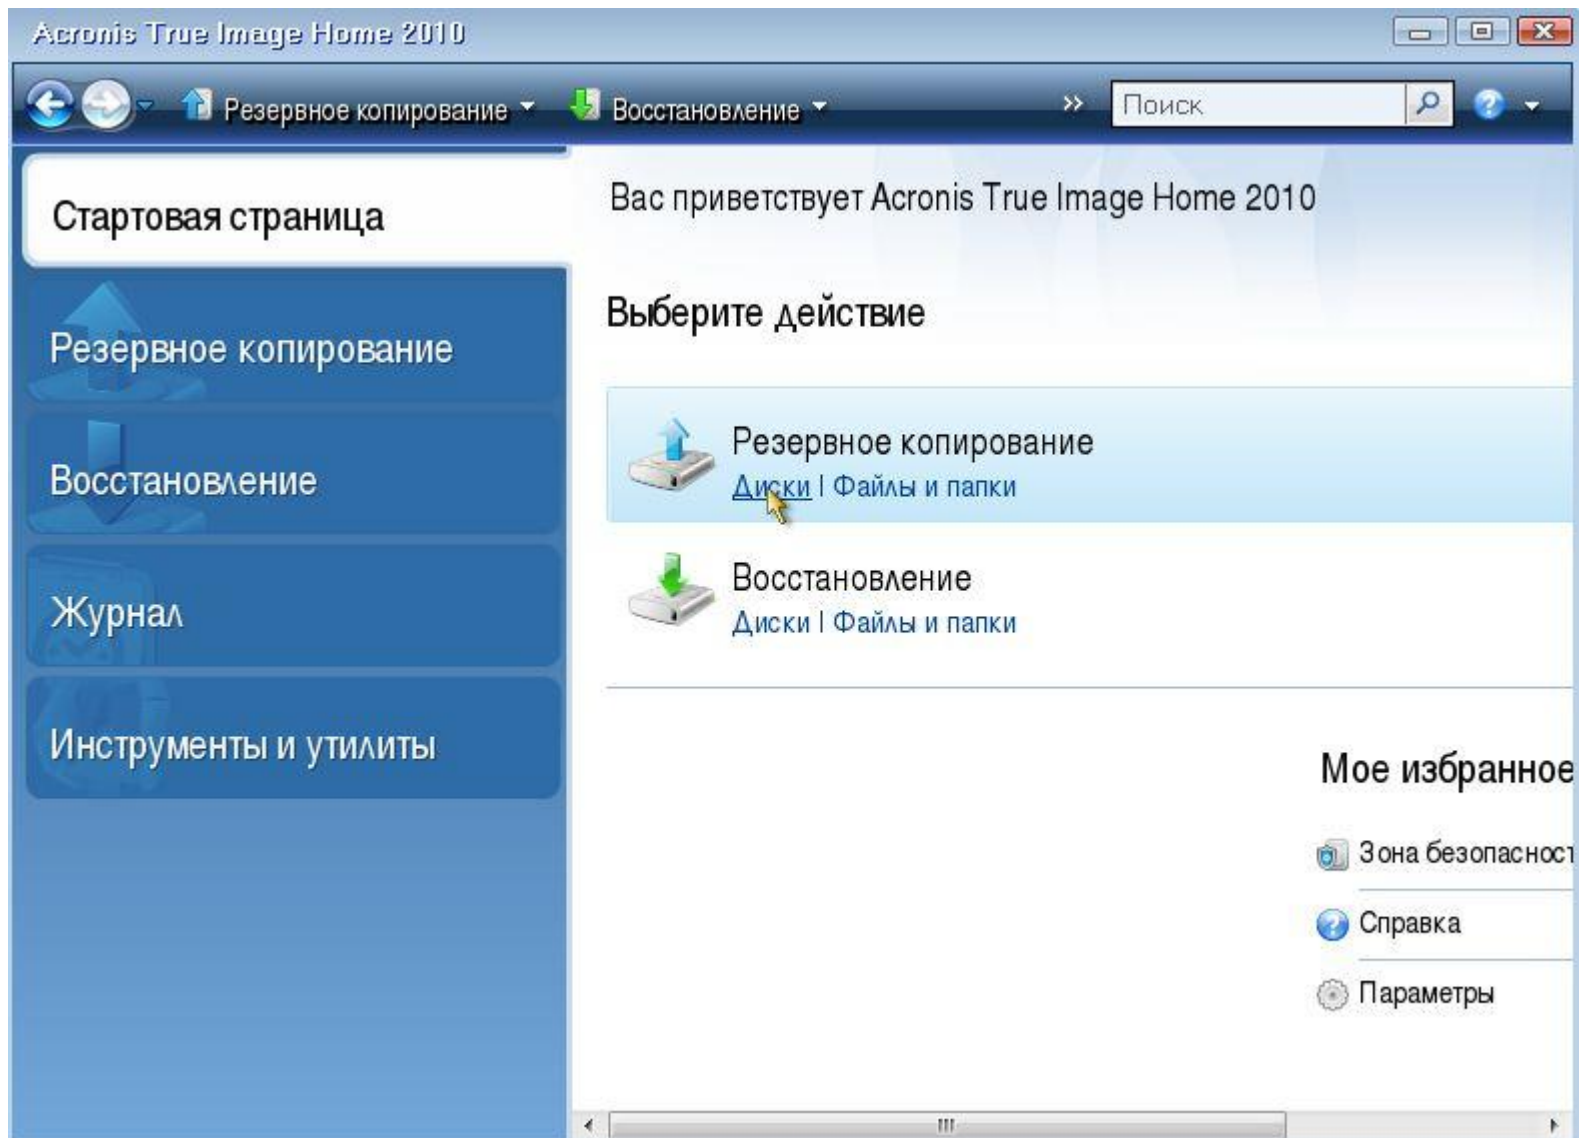 Acronis True Image Home 2010
Резервное копирование
Восстановление
Поиск
Стартовая страница
Резервное копирование
Восстановление
Журнал
Инструменты и утилиты
Вас приветствует Acronis True Image Home 2010
Выберите действие
Резервное копирование
Диски | Файлы и папки
Восстановление
Диски | Файлы и папки
Мое избранное
Зона безопасност
Справка
Параметры